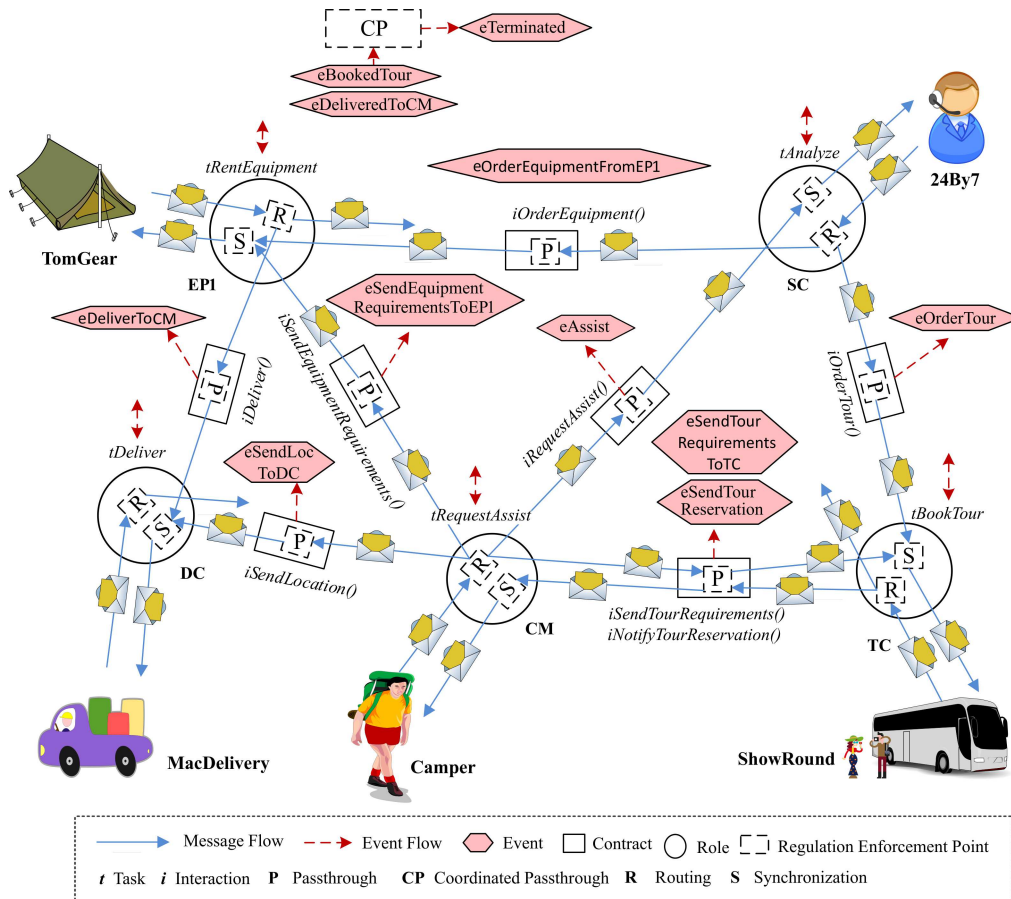 CP
eTerminated
eBookedTour
eDeliveredToCM
tRentEquipment
tAnalyze
eOrderEquipmentFromEP1
24By7
S
R
iOrderEquipment()
R
S
P
TomGear
EP1
SC
eSendEquipment
RequirementsToEP1
eDeliverToCM
eAssist
eOrderTour
P
iDeliver()
iSendEquipmentRequirements()
P
iRequestAssist()
P
iOrderTour()
P
tDeliver
eSendLoc
ToDC
eSendTour
Requirements
ToTC
eSendTour
Reservation
R
S
tRequestAssist
tBookTour
P
S
DC
iSendLocation()
R
S
P
R
CM
iSendTourRequirements()
iNotifyTourReservation()
TC
MacDelivery
Camper
ShowRound
Message Flow
Event Flow
Event
Contract
Role
Regulation Enforcement Point
t Task
i Interaction
P Passthrough
CP Coordinated Passthrough
R Routing
S Synchronization